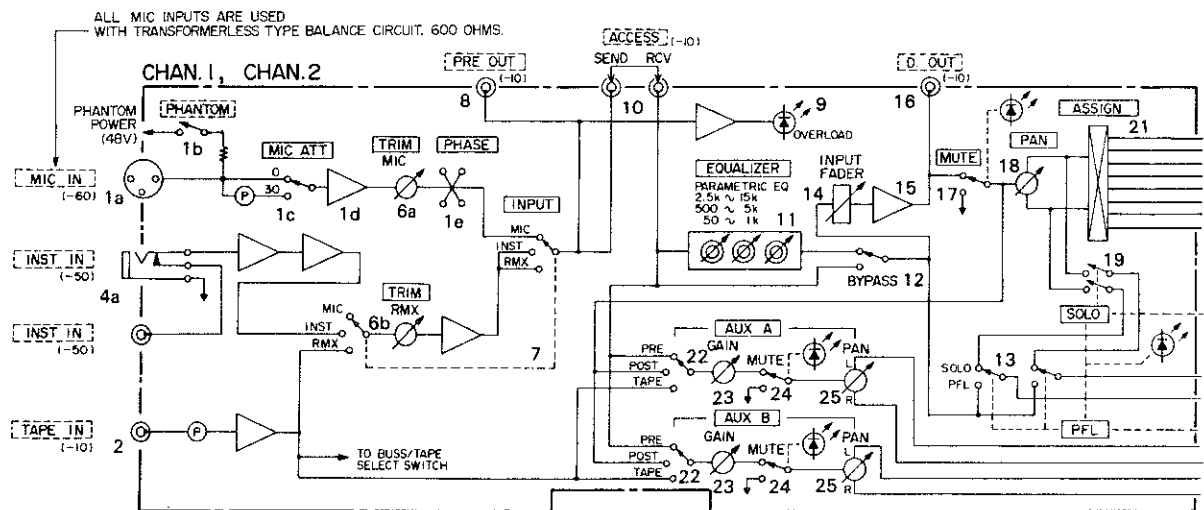 ALL MIC INPUTS ARE USED
WITH TRANSFORMERLESS TYPE BALANCE CIRCUIT. 600 OHMS.
CHAN.1, CHAN.2
PRE OUT
(-10)
8
ACCESS (-10)
SEND RCV
10
9
OVERLOAD
D. OUT
(-10)
16
PHANTOM
POWER
(48V)
PHANTOM
1b
MIC IN
(-60)
1a
MIC ATT
0
30
P
1c
1d
TRIM
MIC
6a
PHASE
1e
INPUT
MIC
INST
RMX
7
EQUALIZER
PARAMETRIC EQ
2.5k ~ 15k
500 ~ 5k
50 ~ 1k
11
BYPASS 12
INPUT
FADER
14
15
MUTE
17
PAN
18
ASSIGN
21
19
SOLO
INST IN
(-50)
4a
INST IN
(-50)
MIC
INST
RMX
6b
TRIM
RMX
AUX A
PRE
POST
TAPE
22
GAIN
23
MUTE
24
PAN
L
R
25
SOLO
PFL
13
PFL
TAPE IN
(-10)
2
P
TO BUSS/TAPE
SELECT SWITCH
AUX B
PRE
POST
TAPE
22
GAIN
23
MUTE
24
PAN
L
R
25